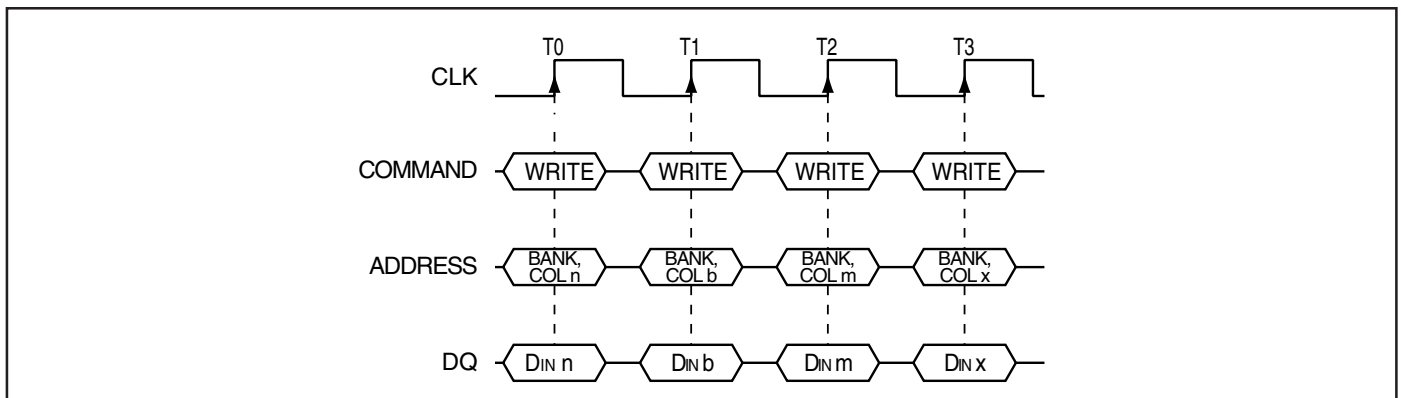 T0 T1 T2 T3
CLK
COMMAND WRITE WRITE WRITE WRITE
ADDRESS BANK, COL n BANK, COL b BANK, COL m BANK, COL x
DQ DIN n DIN b DIN m DIN x